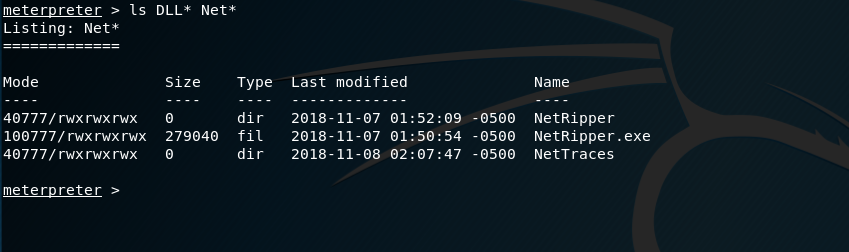 meterpreter > ls DLL* Net*
Listing: Net*
=============
Mode              Size    Type  Last modified              Name
----              ----    ----  -------------              ----
40777/rwxrwxrwx   0       dir   2018-11-07 01:52:09 -0500  NetRipper
100777/rwxrwxrwx  279040  fil   2018-11-07 01:50:54 -0500  NetRipper.exe
40777/rwxrwxrwx   0       dir   2018-11-08 02:07:47 -0500  NetTraces
meterpreter >